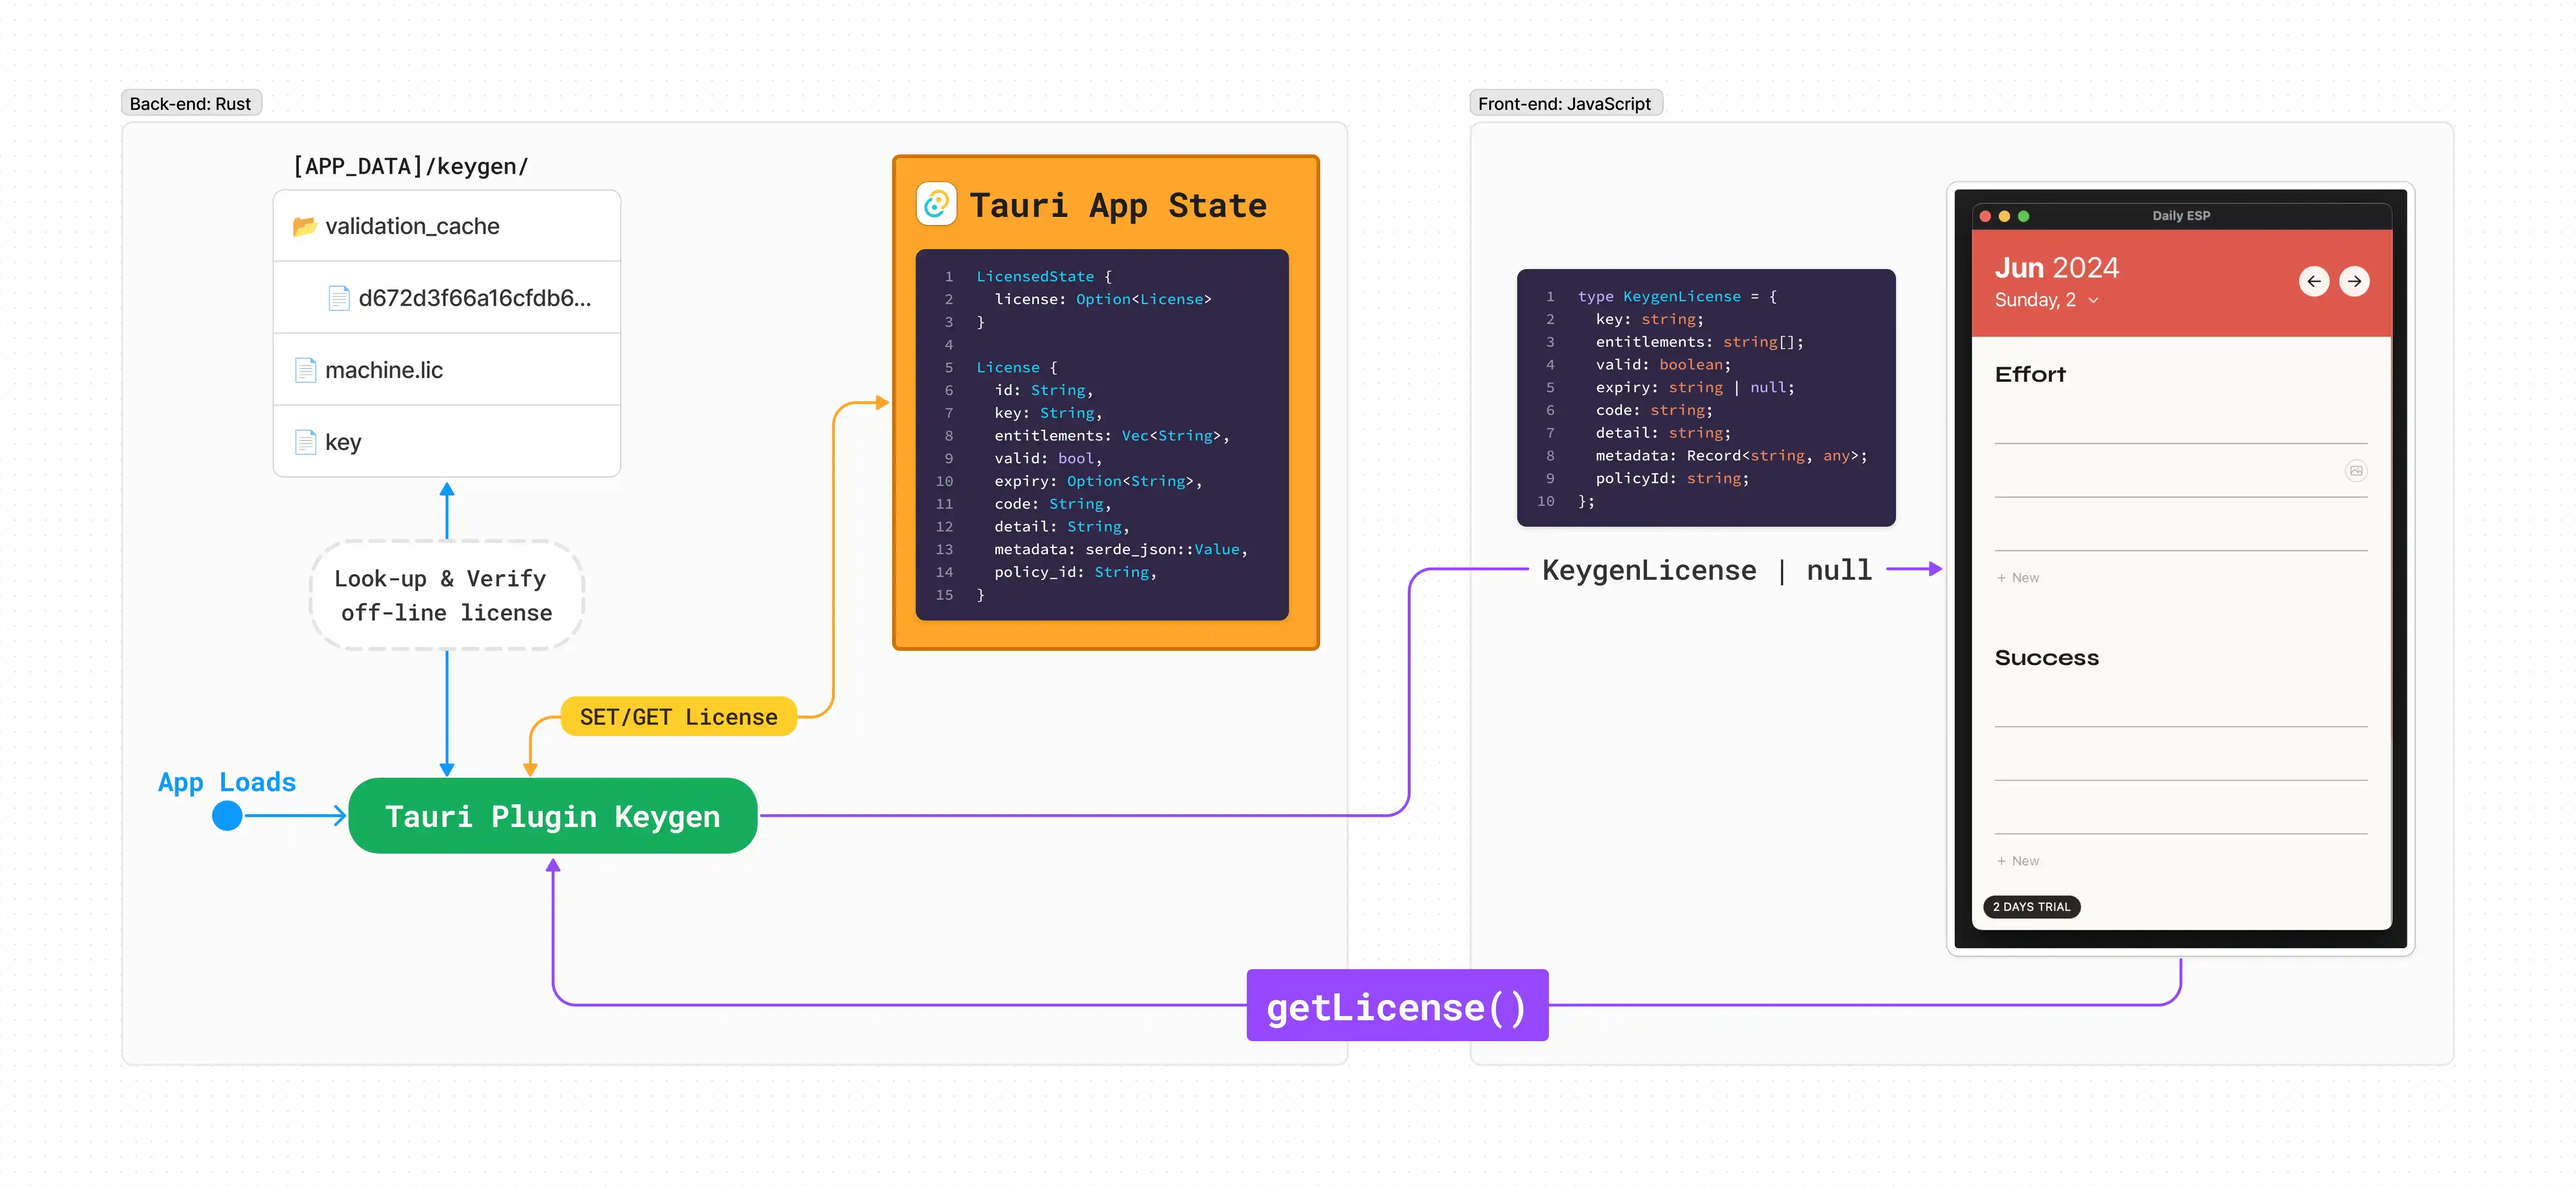 Back-end: Rust
[APP_DATA]/keygen/
validation_cache
d672d3f66a16cfdb6...
machine.lic
key
Look-up & Verify
off-line license
SET/GET License
App Loads
Tauri Plugin Keygen
Tauri App State
1 LicensedState {
2 license: Option<License>
3 }
4
5 License {
6 id: String,
7 key: String,
8 entitlements: Vec<String>,
9 valid: bool,
10 expiry: Option<String>,
11 code: String,
12 detail: String,
13 metadata: serde_json::Value,
14 policy_id: String,
15 }
getLicense()
Front-end: JavaScript
1 type KeygenLicense = {
2 key: string;
3 entitlements: string[];
4 valid: boolean;
5 expiry: string | null;
6 code: string;
7 detail: string;
8 metadata: Record<string, any>;
9 policyId: string;
10 };
KeygenLicense | null
Daily ESP
Jun 2024
Sunday, 2
Effort
+ New
Success
+ New
2 DAYS TRIAL